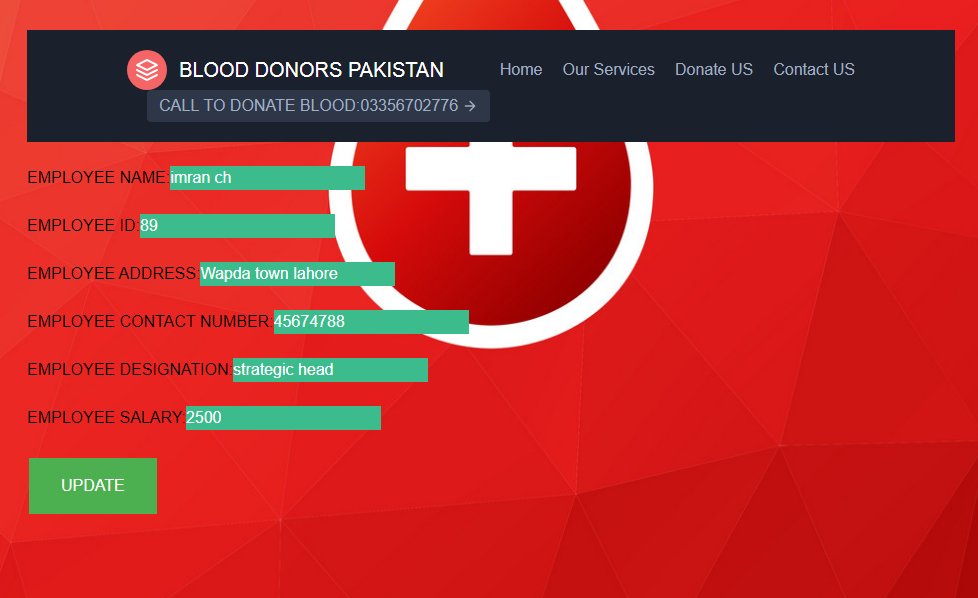 BLOOD DONORS PAKISTAN Home Our Services Donate US Contact US
CALL TO DONATE BLOOD:03356702776 →
EMPLOYEE NAME:imran ch
EMPLOYEE ID:89
EMPLOYEE ADDRESS:Wapda town lahore
EMPLOYEE CONTACT NUMBER:45674788
EMPLOYEE DESIGNATION:strategic head
EMPLOYEE SALARY:2500
UPDATE